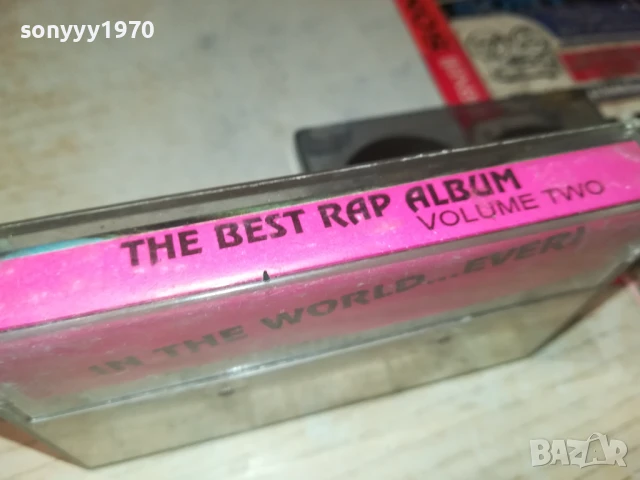 sonyyy1970
THE BEST RAP ALBUM
VOLUME TWO
IN THE WORLD...EVER)
BAZAR